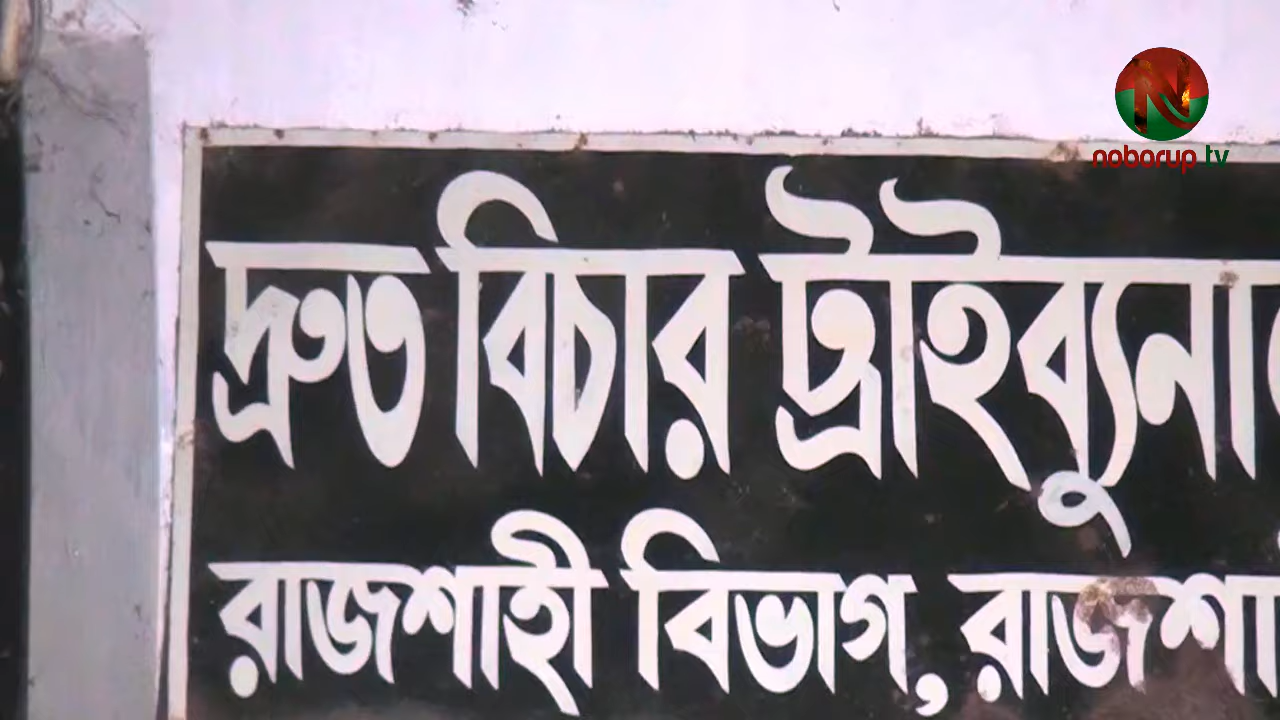 noborup tv
দ্রুত বিচার ট্রাইব্যুনা
রাজশাহী বিভাগ, রাজশা